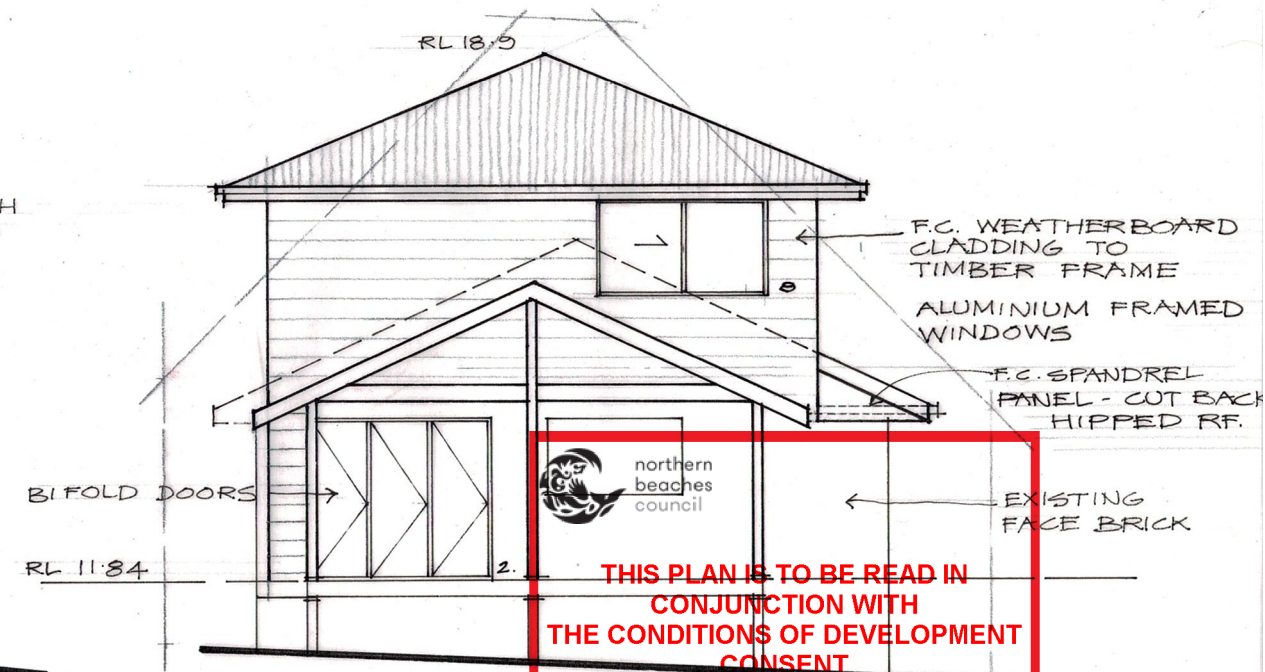 RL 18.9
H
F.C. WEATHERBOARD
CLADDING TO
TIMBER FRAME
8
ALUMINIUM FRAMED
WINDOWS
F.C. SPANDREL
PANEL - CUT BACK
HIPPED RF.
northern
beaches
council
BIFOLD DOORS
EXISTING
FACE BRICK
RL 11.84
2.
THIS PLAN IS TO BE READ IN
CONJUNCTION WITH
THE CONDITIONS OF DEVELOPMENT
CONSENT